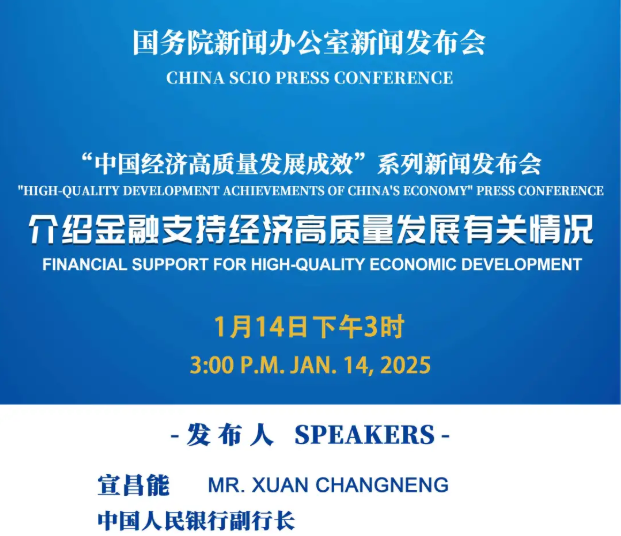 国务院新闻办公室新闻发布会
CHINA SCIO PRESS CONFERENCE
“中国经济高质量发展成效”系列新闻发布会
"HIGH-QUALITY DEVELOPMENT ACHIEVEMENTS OF CHINA'S ECONOMY" PRESS CONFERENCE
介绍金融支持经济高质量发展有关情况
FINANCIAL SUPPORT FOR HIGH-QUALITY ECONOMIC DEVELOPMENT
1月14日下午3时
3:00 P.M. JAN. 14, 2025
-发布人 SPEAKERS-
宣昌能 MR. XUAN CHANGNENG
中国人民银行副行长